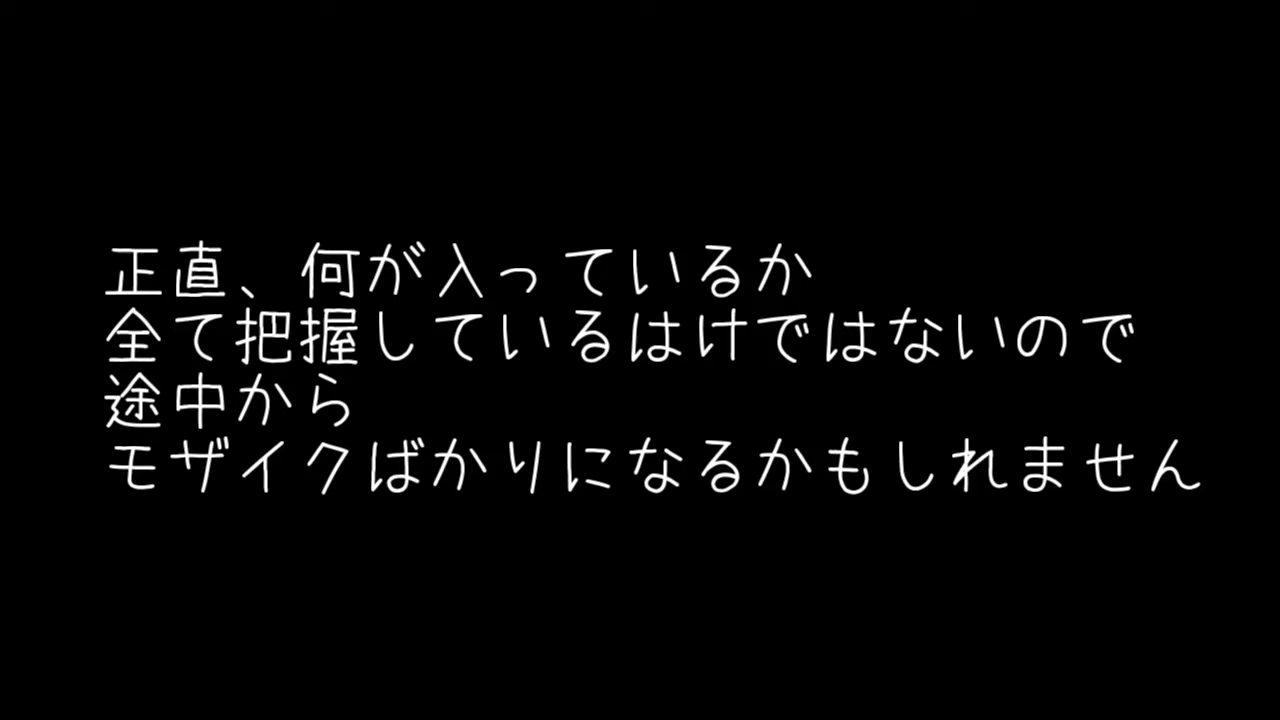 正直、何が入っているか
全て把握しているはけではないので
途中から
モザイクばかりになるかもしれません